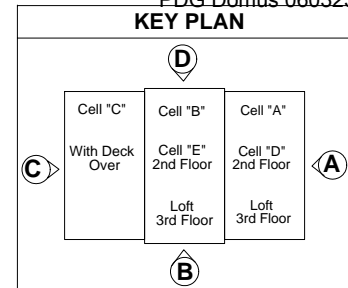 KEY PLAN
D
Cell "C"
With Deck
Over
Cell "B"
Cell "E"
2nd Floor
Loft
3rd Floor
Cell "A"
Cell "D"
2nd Floor
Loft
3rd Floor
C
A
B